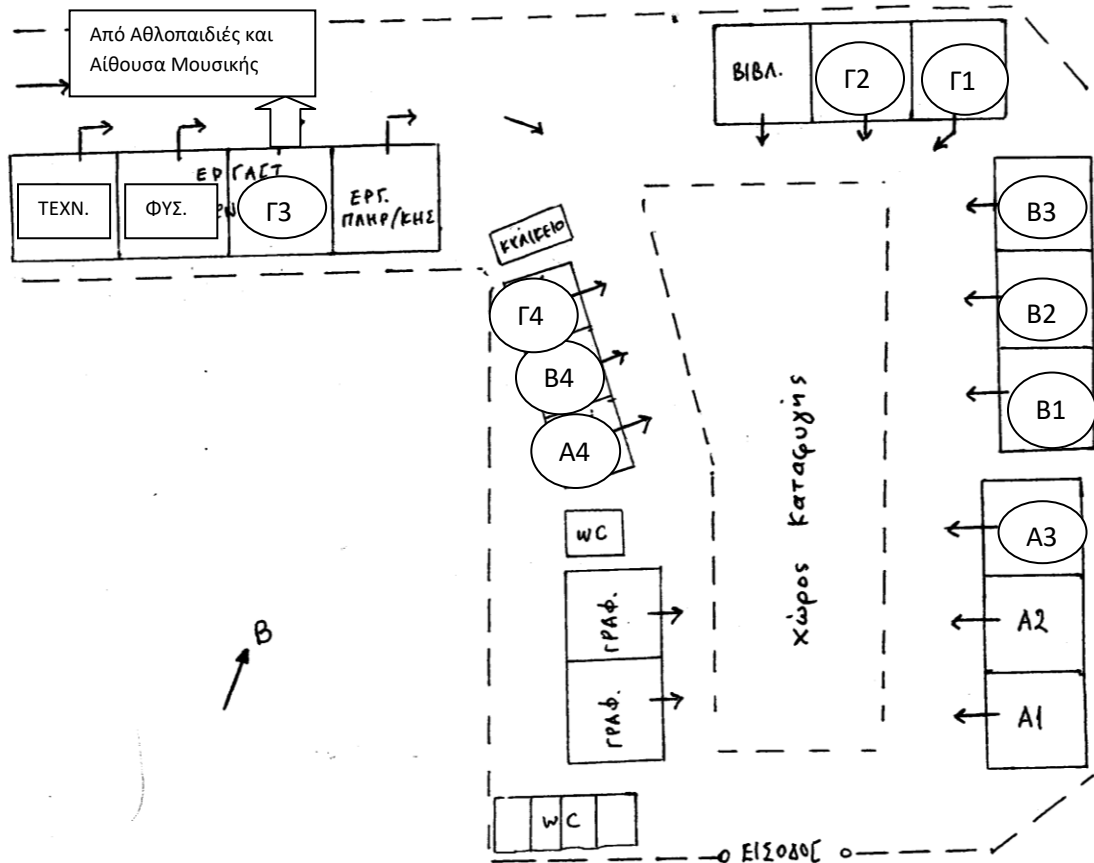 Από Αθλοπαιδιές και
Αίθουσα Μουσικής
ΒΙΒΛ.
Γ2
Γ1
ΤΕΧΝ.
ΦΥΣ.
ΕΡΓΑΣΤ
Γ3
ΕΡΓ.
ΠΛΗΡ/ΚΗΣ
ΚΥΛΙΚΕΙΟ
Β3
Γ4
Β2
Β4
Β1
Α4
χώρος καταφυγής
WC
Α3
ΓΡΑΦ.
Α2
Β
ΓΡΑΦ.
Α1
WC
ΕΙΣΟΔΟΣ